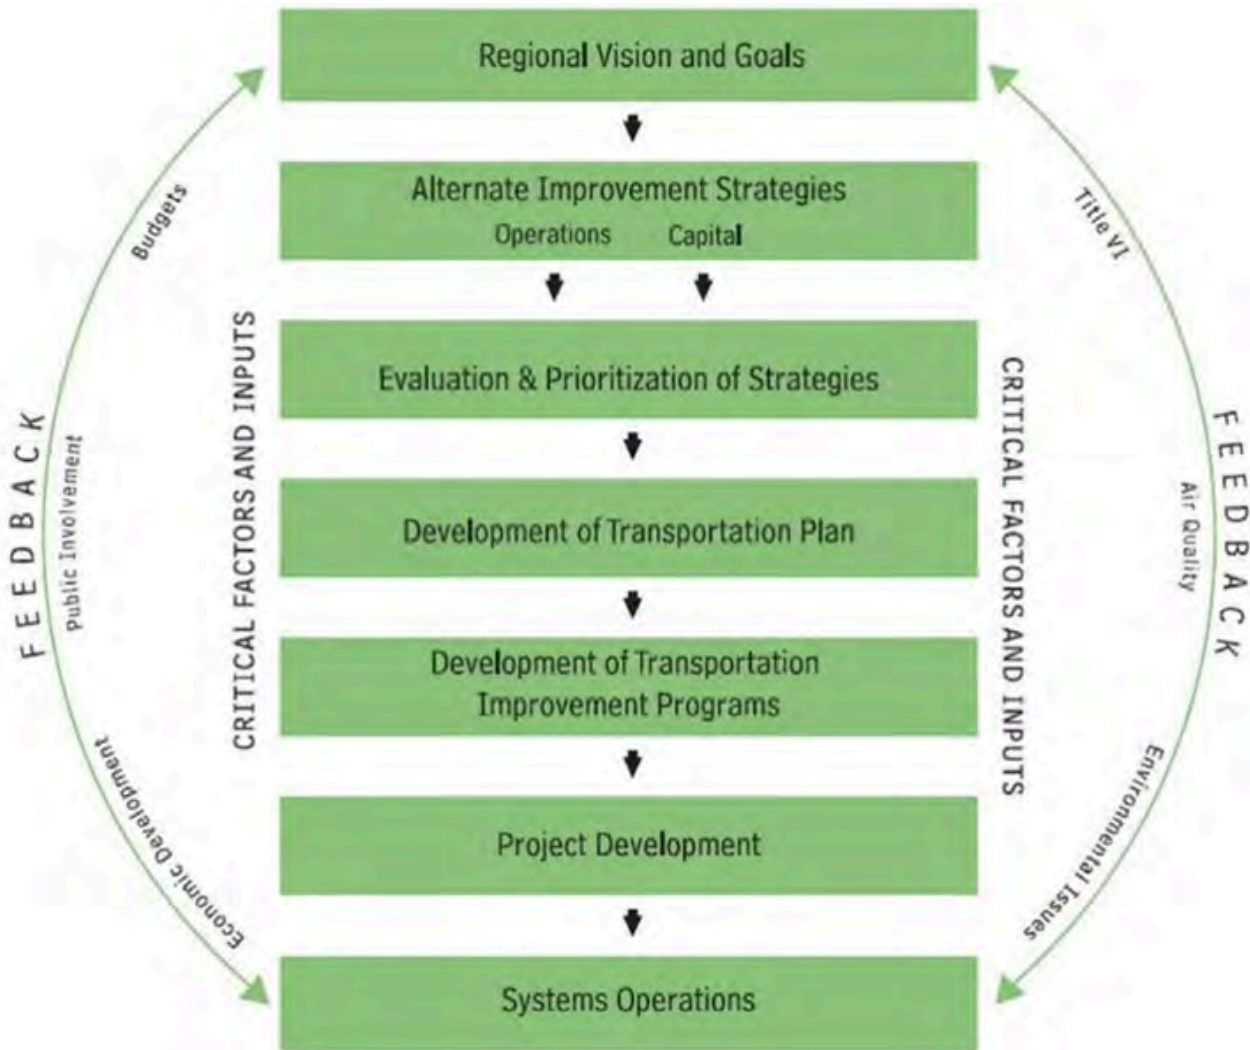 Regional Vision and Goals
Alternate Improvement Strategies
Operations Capital
Evaluation & Prioritization of Strategies
Development of Transportation Plan
Development of Transportation
Improvement Programs
Project Development
Systems Operations
FEEDBACK
Budgets
Public Involvement
Economic Development
CRITICAL FACTORS AND INPUTS
CRITICAL FACTORS AND INPUTS
Title VI
Air Quality
Environmental Issues
FEEDBACK